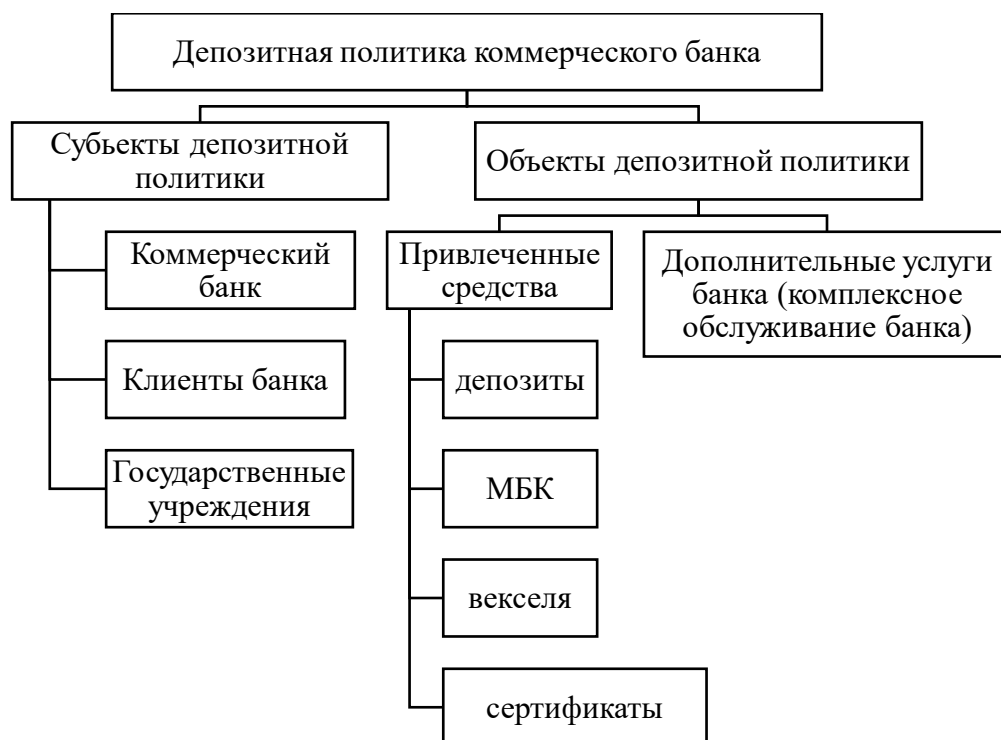 Депозитная политика коммерческого банка
Субьекты депозитной
политики
Коммерческий
банк
Клиенты банка
Государственные
учреждения
Объекты депозитной политики
Привлеченные
средства
депозиты
МБК
векселя
сертификаты
Дополнительные услуги
банка (комплексное
обслуживание банка)